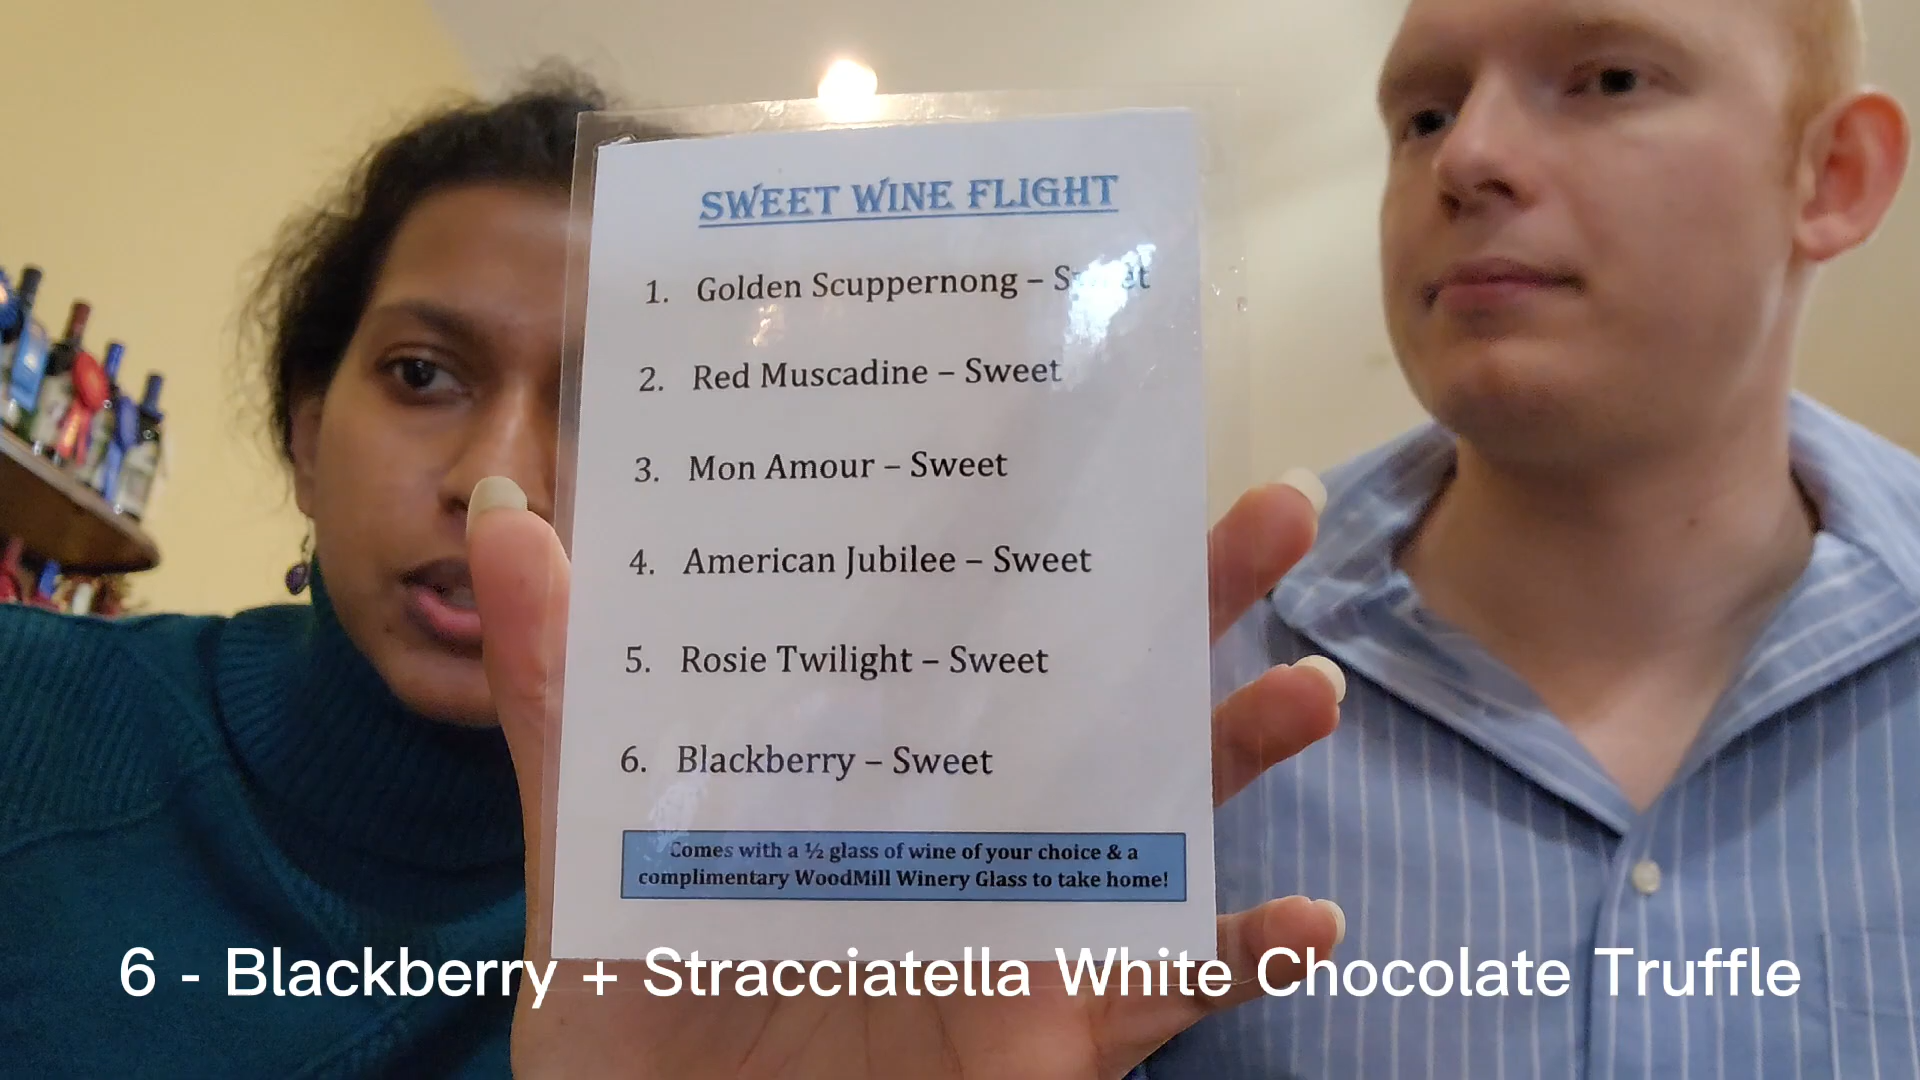 SWEET WINE FLIGHT
1. Golden Scuppernong – Sweet
2. Red Muscadine – Sweet
3. Mon Amour – Sweet
4. American Jubilee – Sweet
5. Rosie Twilight – Sweet
6. Blackberry – Sweet
Comes with a ½ glass of wine of your choice & a
complimentary WoodMill Winery Glass to take home!
6 - Blackberry + Stracciatella White Chocolate Truffle